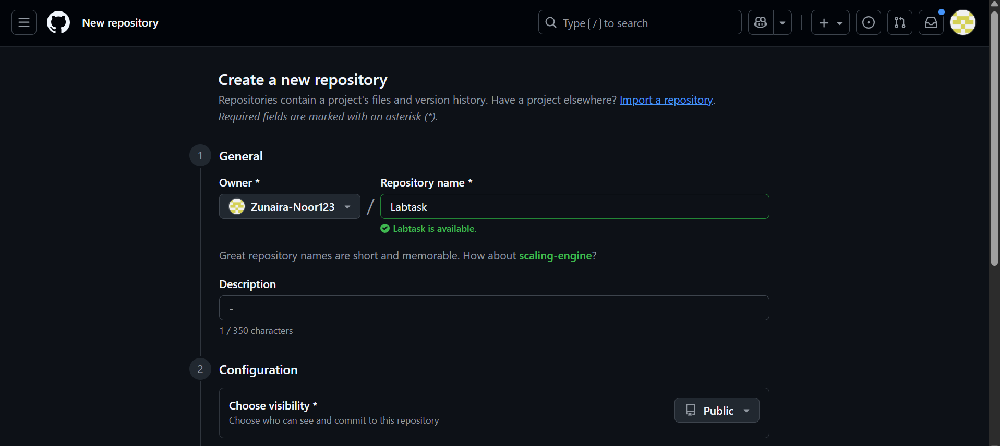 New repository
Type / to search
Create a new repository
Repositories contain a project's files and version history. Have a project elsewhere? Import a repository.
Required fields are marked with an asterisk (*).
1 General
Owner * Repository name *
Zunaira-Noor123 / Labtask
Labtask is available.
Great repository names are short and memorable. How about scaling-engine?
Description
-
1 / 350 characters
2 Configuration
Choose visibility *
Choose who can see and commit to this repository
Public